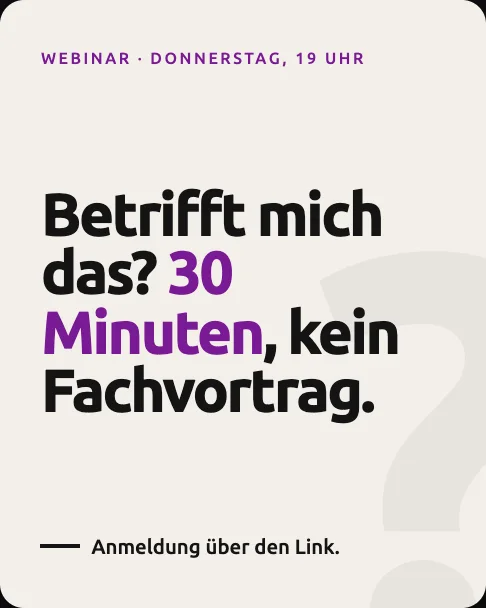 WEBINAR · DONNERSTAG, 19 UHR
Betrifft mich
das? 30
Minuten, kein
Fachvortrag.
Anmeldung über den Link.
?